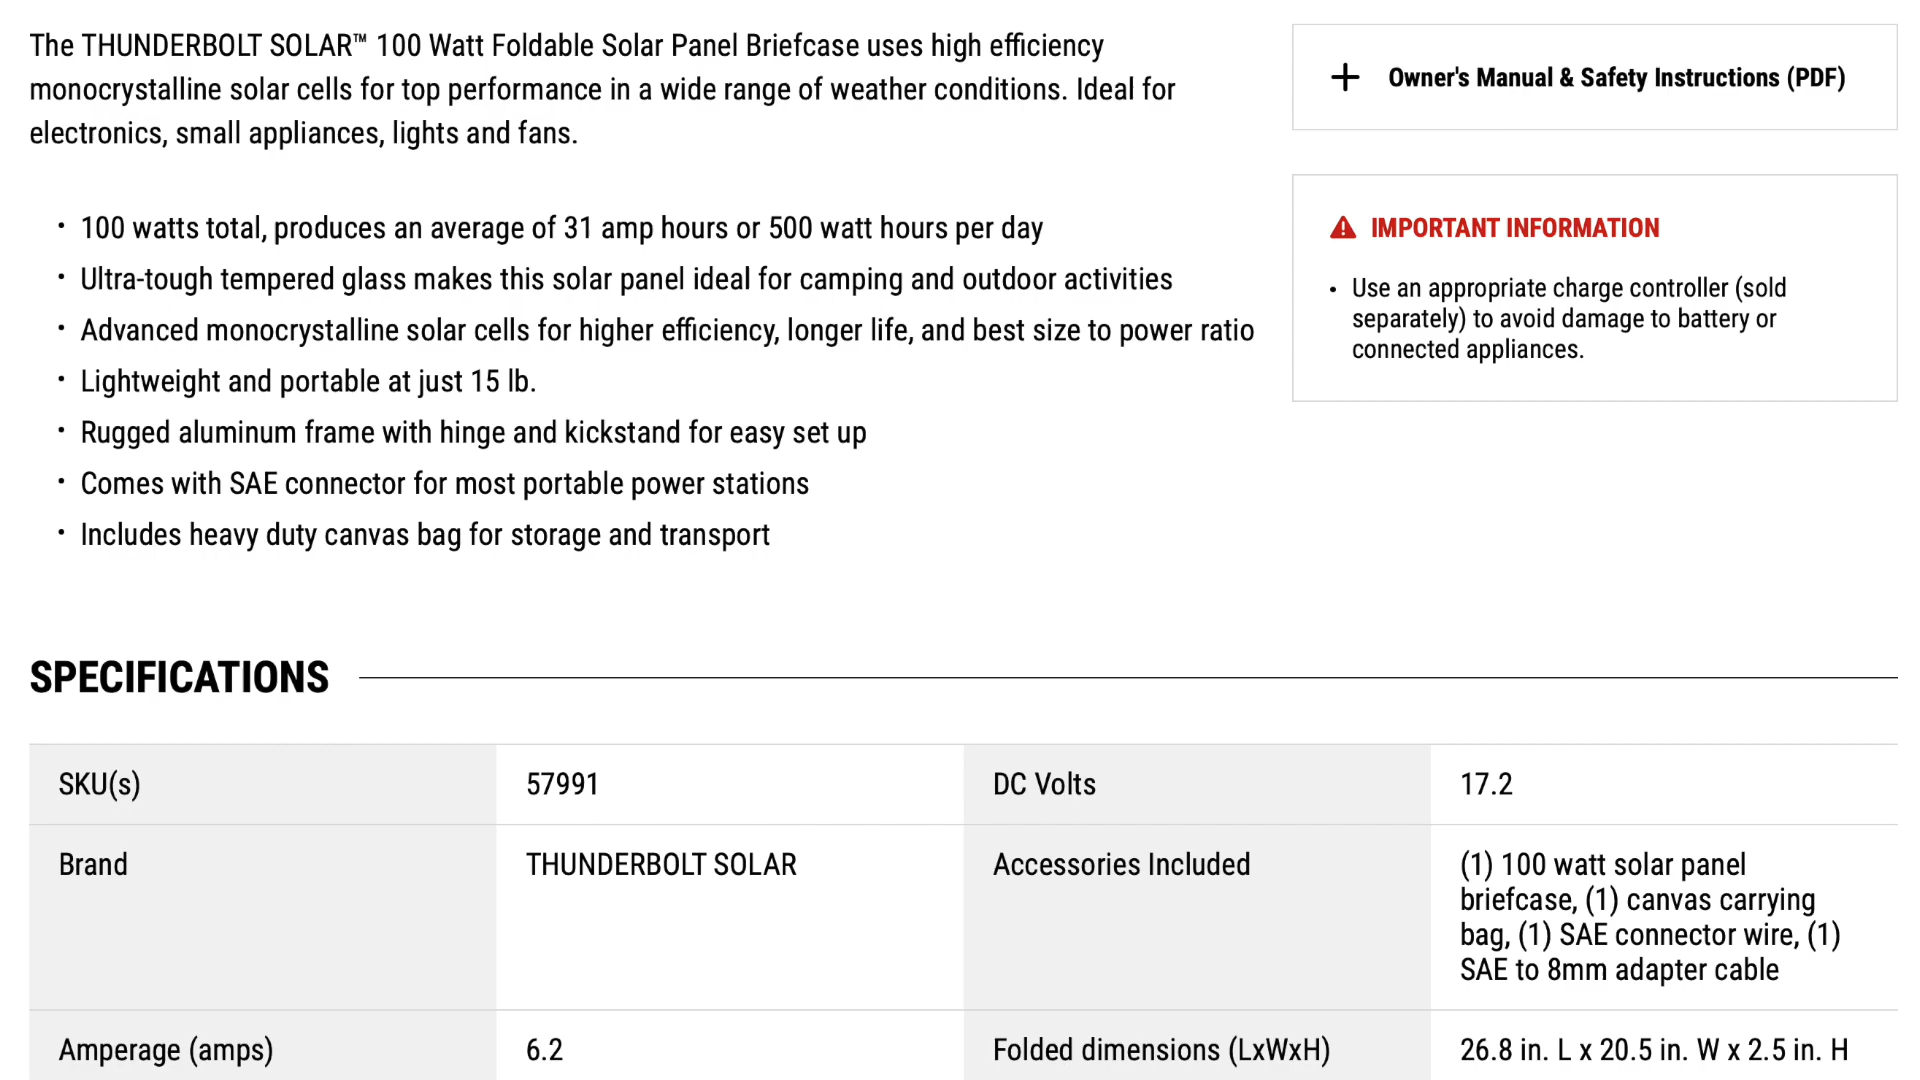 The THUNDERBOLT SOLAR™ 100 Watt Foldable Solar Panel Briefcase uses high efficiency
monocrystalline solar cells for top performance in a wide range of weather conditions. Ideal for
electronics, small appliances, lights and fans.
• 100 watts total, produces an average of 31 amp hours or 500 watt hours per day
• Ultra-tough tempered glass makes this solar panel ideal for camping and outdoor activities
• Advanced monocrystalline solar cells for higher efficiency, longer life, and best size to power ratio
• Lightweight and portable at just 15 lb.
• Rugged aluminum frame with hinge and kickstand for easy set up
• Comes with SAE connector for most portable power stations
• Includes heavy duty canvas bag for storage and transport
+ Owner's Manual & Safety Instructions (PDF)
IMPORTANT INFORMATION
• Use an appropriate charge controller (sold
separately) to avoid damage to battery or
connected appliances.
SPECIFICATIONS
SKU(s) 57991 DC Volts 17.2
Brand THUNDERBOLT SOLAR Accessories Included (1) 100 watt solar panel
briefcase, (1) canvas carrying
bag, (1) SAE connector wire, (1)
SAE to 8mm adapter cable
Amperage (amps) 6.2 Folded dimensions (LxWxH) 26.8 in. L x 20.5 in. W x 2.5 in. H